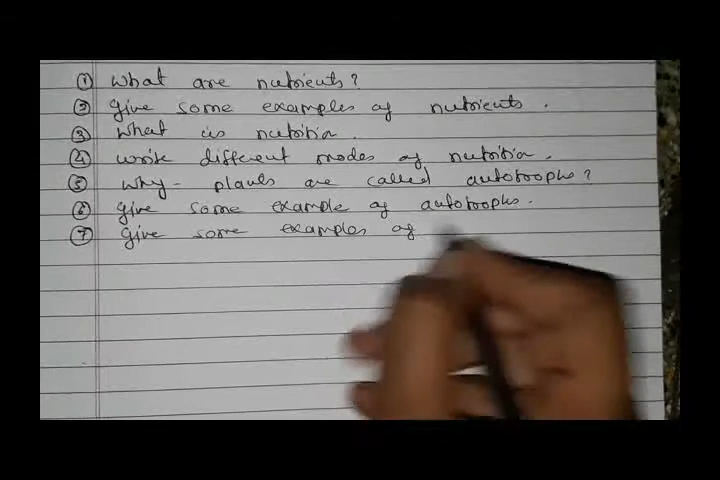 ① What are nutrients?
② Give some examples of nutrients.
③ What is nutrition.
④ write different modes of nutrition.
⑤ Why plants are called autotrophs?
⑥ Give some example of autotrophs.
⑦ Give some examples of